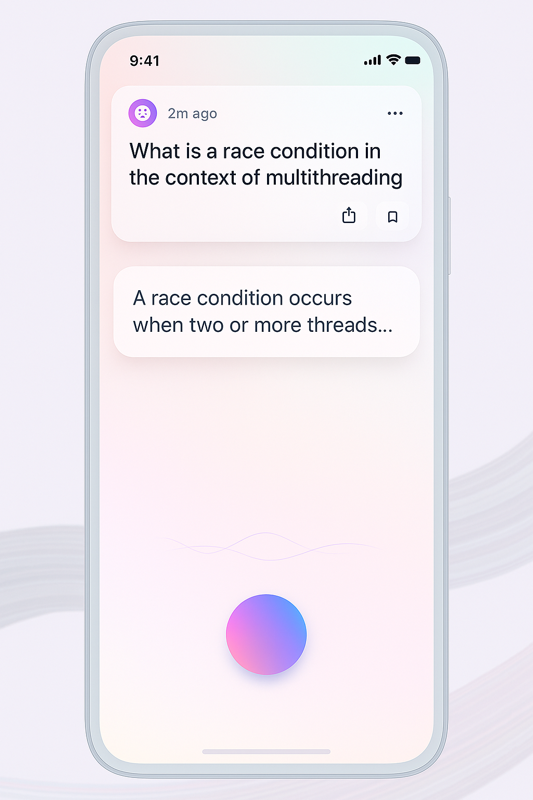 9:41
2m ago
What is a race condition in
the context of multithreading
A race condition occurs
when two or more threads...